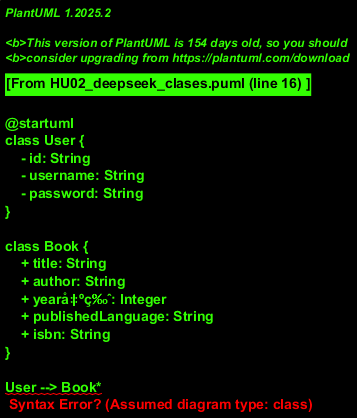 PlantUML 1.2025.2
<b>This version of PlantUML is 154 days old, so you should
<b>consider upgrading from https://plantuml.com/download
[From HU02_deepseek_clases.puml (line 16) ]
@startuml
class User {
- id: String
- username: String
- password: String
}
class Book {
+ title: String
+ author: String
: Integer
+ publishedLanguage: String
+ isbn: String
}
User --> Book*
Syntax Error? (Assumed diagram type: class)